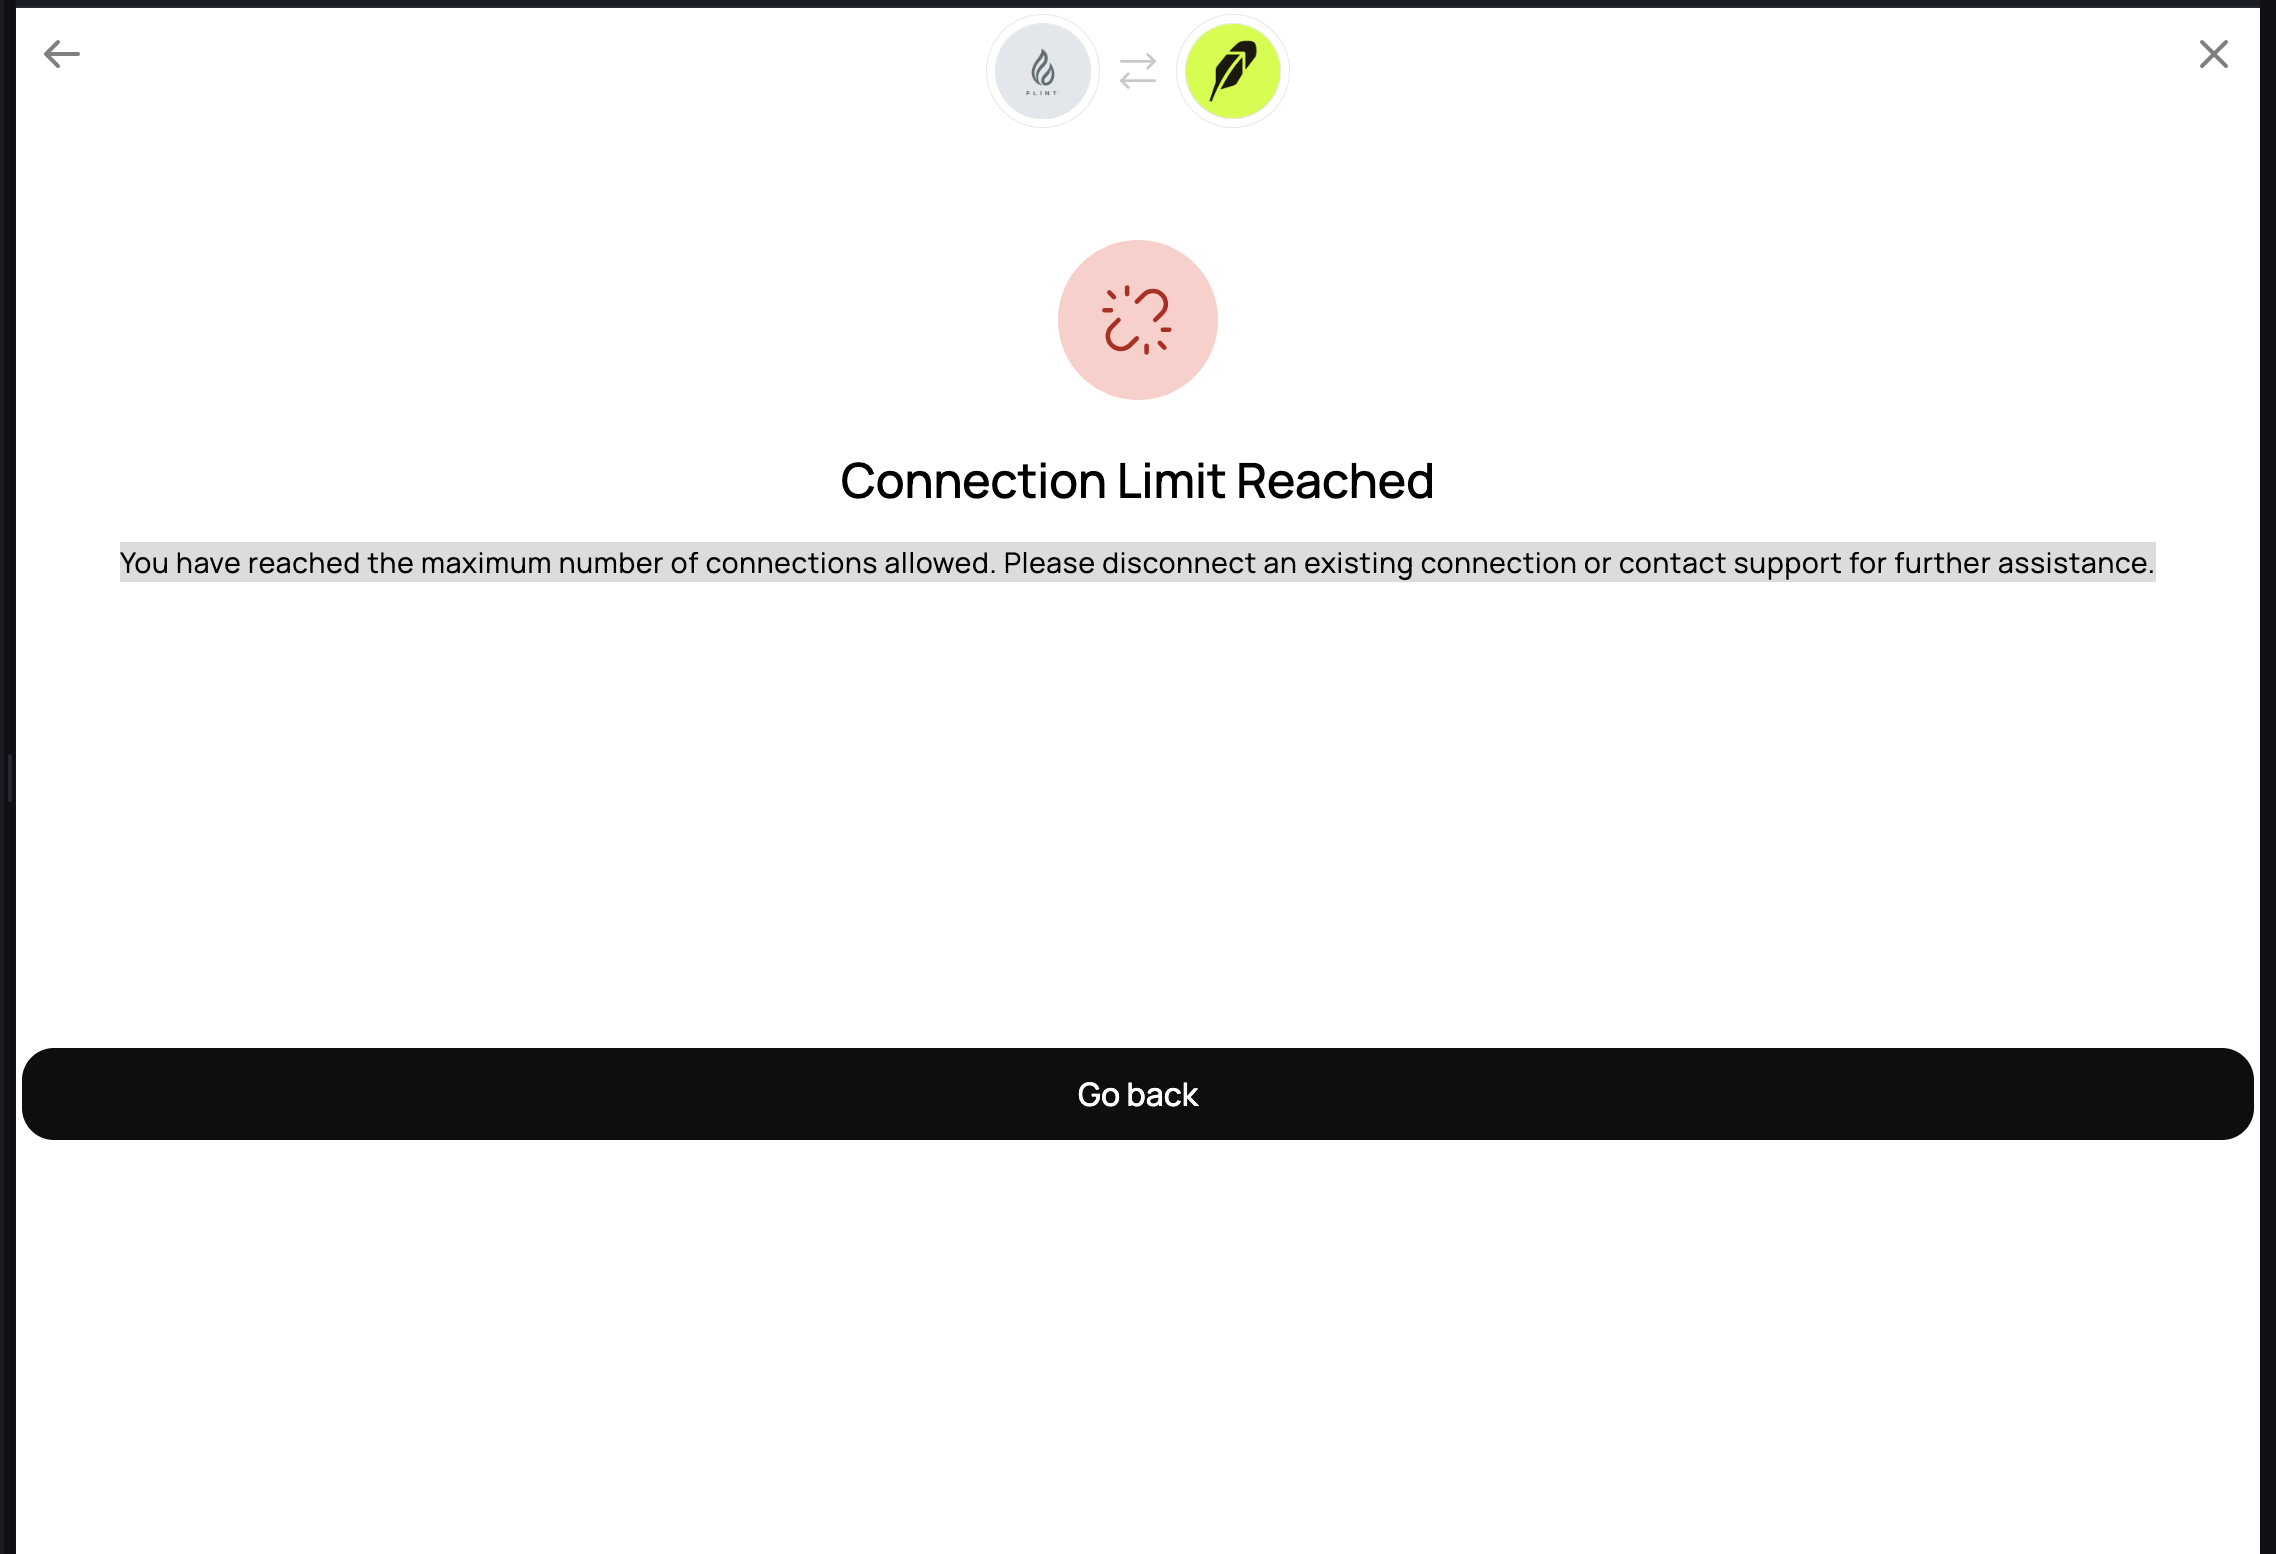 FLINT
Connection Limit Reached
You have reached the maximum number of connections allowed. Please disconnect an existing connection or contact support for further assistance.
Go back